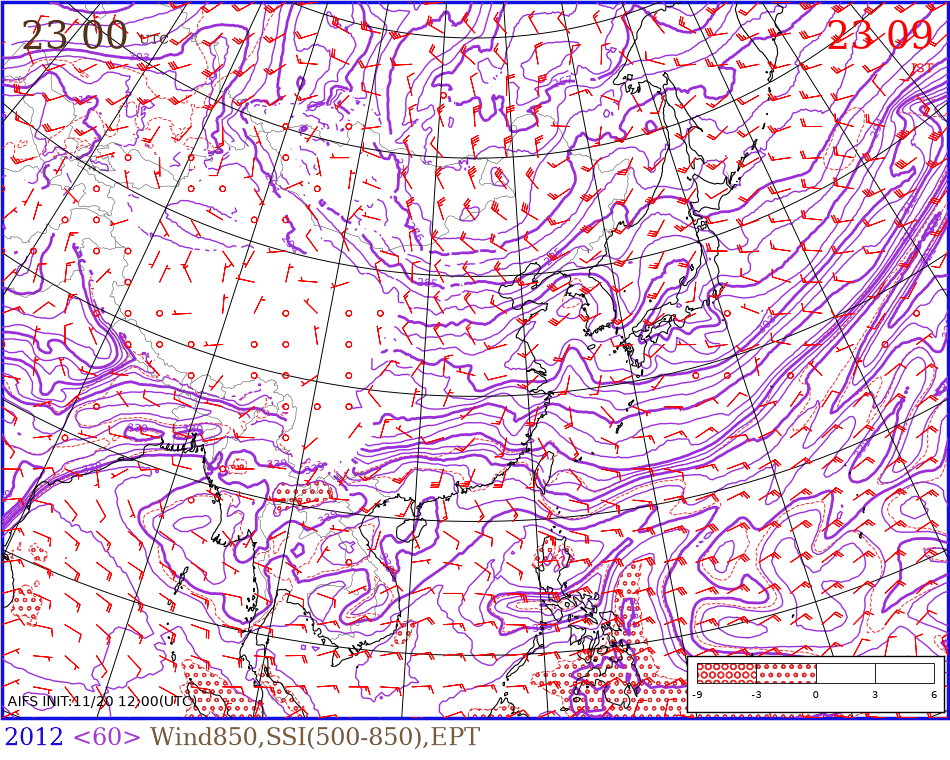 23 00 UTC
23 09
JST
-9 -3 0 3 6
AIFS INIT:11/20 12:00(UTC)
2012 <60> Wind850,SSI(500-850),EPT